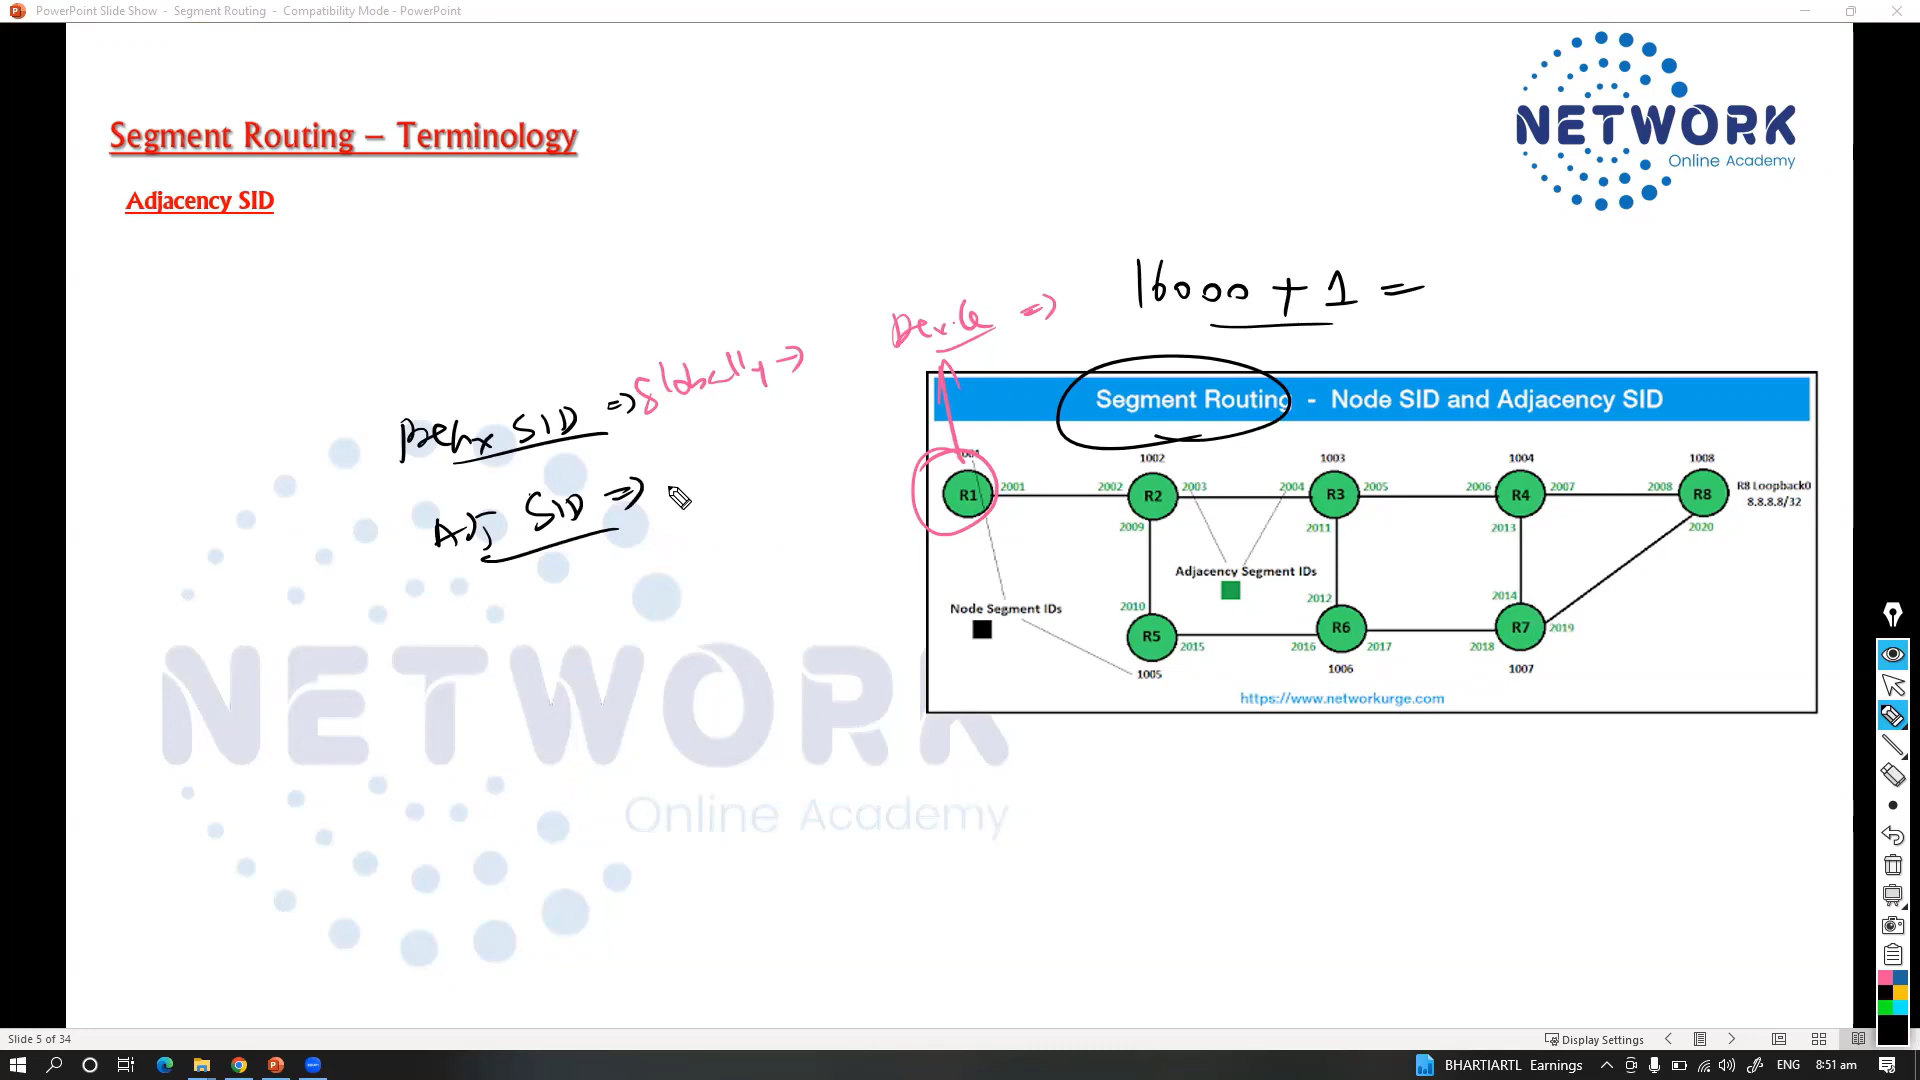 PowerPoint Slide Show - Segment Routing - Compatibility Mode - PowerPoint
NETWORK
Online Academy
Segment Routing – Terminology
Adjacency SID
16000 + 1 =
Device =>
Globally ->
Prefix SID =>
Adj SID =>
Segment Routing - Node SID and Adjacency SID
1001 1002 1003 1004 1008
R1 2001 2002 R2 2003 2004 R3 2005 2006 R4 2007 2008 R8 R8 Loopback0
8.8.8.8/32
2009 2011 2013 2020
Adjacency Segment IDs
Node Segment IDs
2010 2012 2014
R5 R6 R7 2019
2015 2016 2017 2018
1005 1006 1007
https://www.networkurge.com
NETWORK
Online Academy
Slide 5 of 34
Display Settings
BHARTIARTL Earnings
ENG
8:51 am